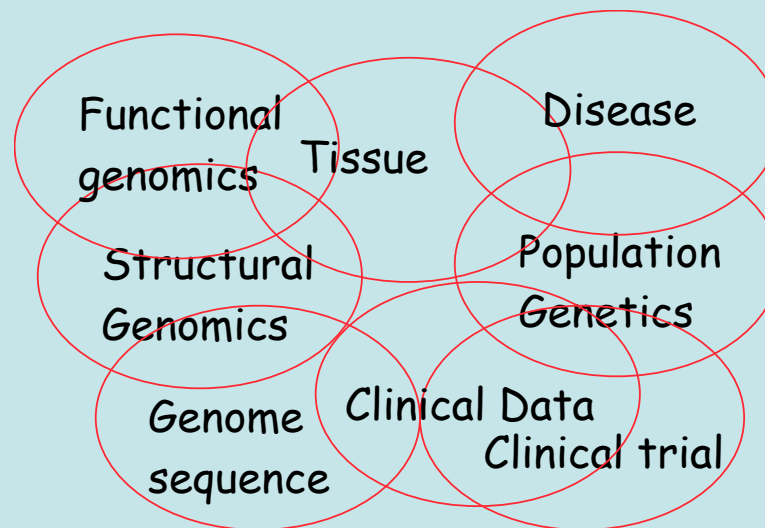 Functional
genomics
Tissue
Disease
Structural
Genomics
Population
Genetics
Genome
sequence
Clinical Data
Clinical trial